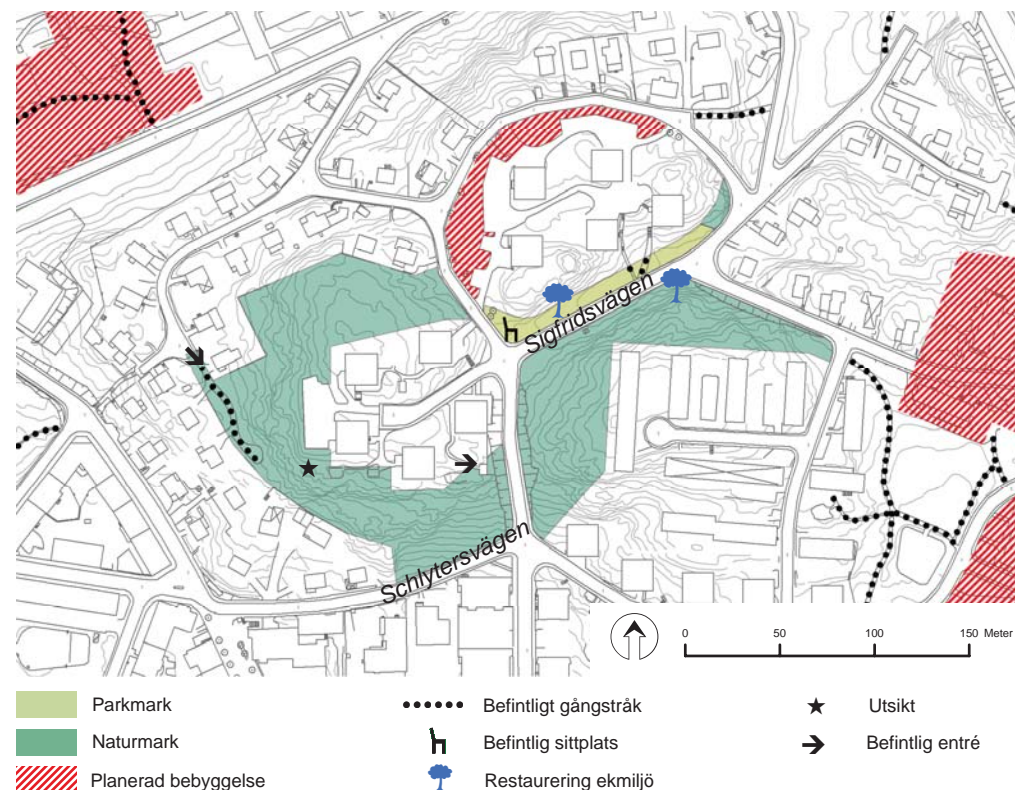 Sigfridsvägen
Schlytersvägen
0 50 100 150 Meter
Parkmark
Befintligt gångstråk
Utsikt
Naturmark
Befintlig sittplats
Befintlig entré
Planerad bebyggelse
Restaurering ekmiljö